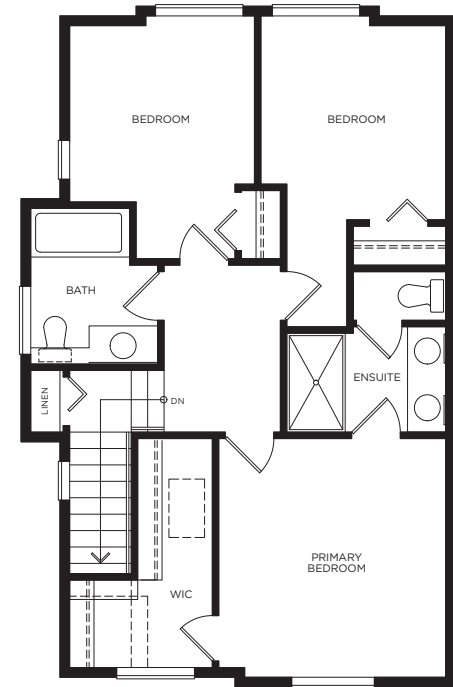 BEDROOM
BEDROOM
BATH
ENSUITE
LINEN
DN
PRIMARY
BEDROOM
WIC